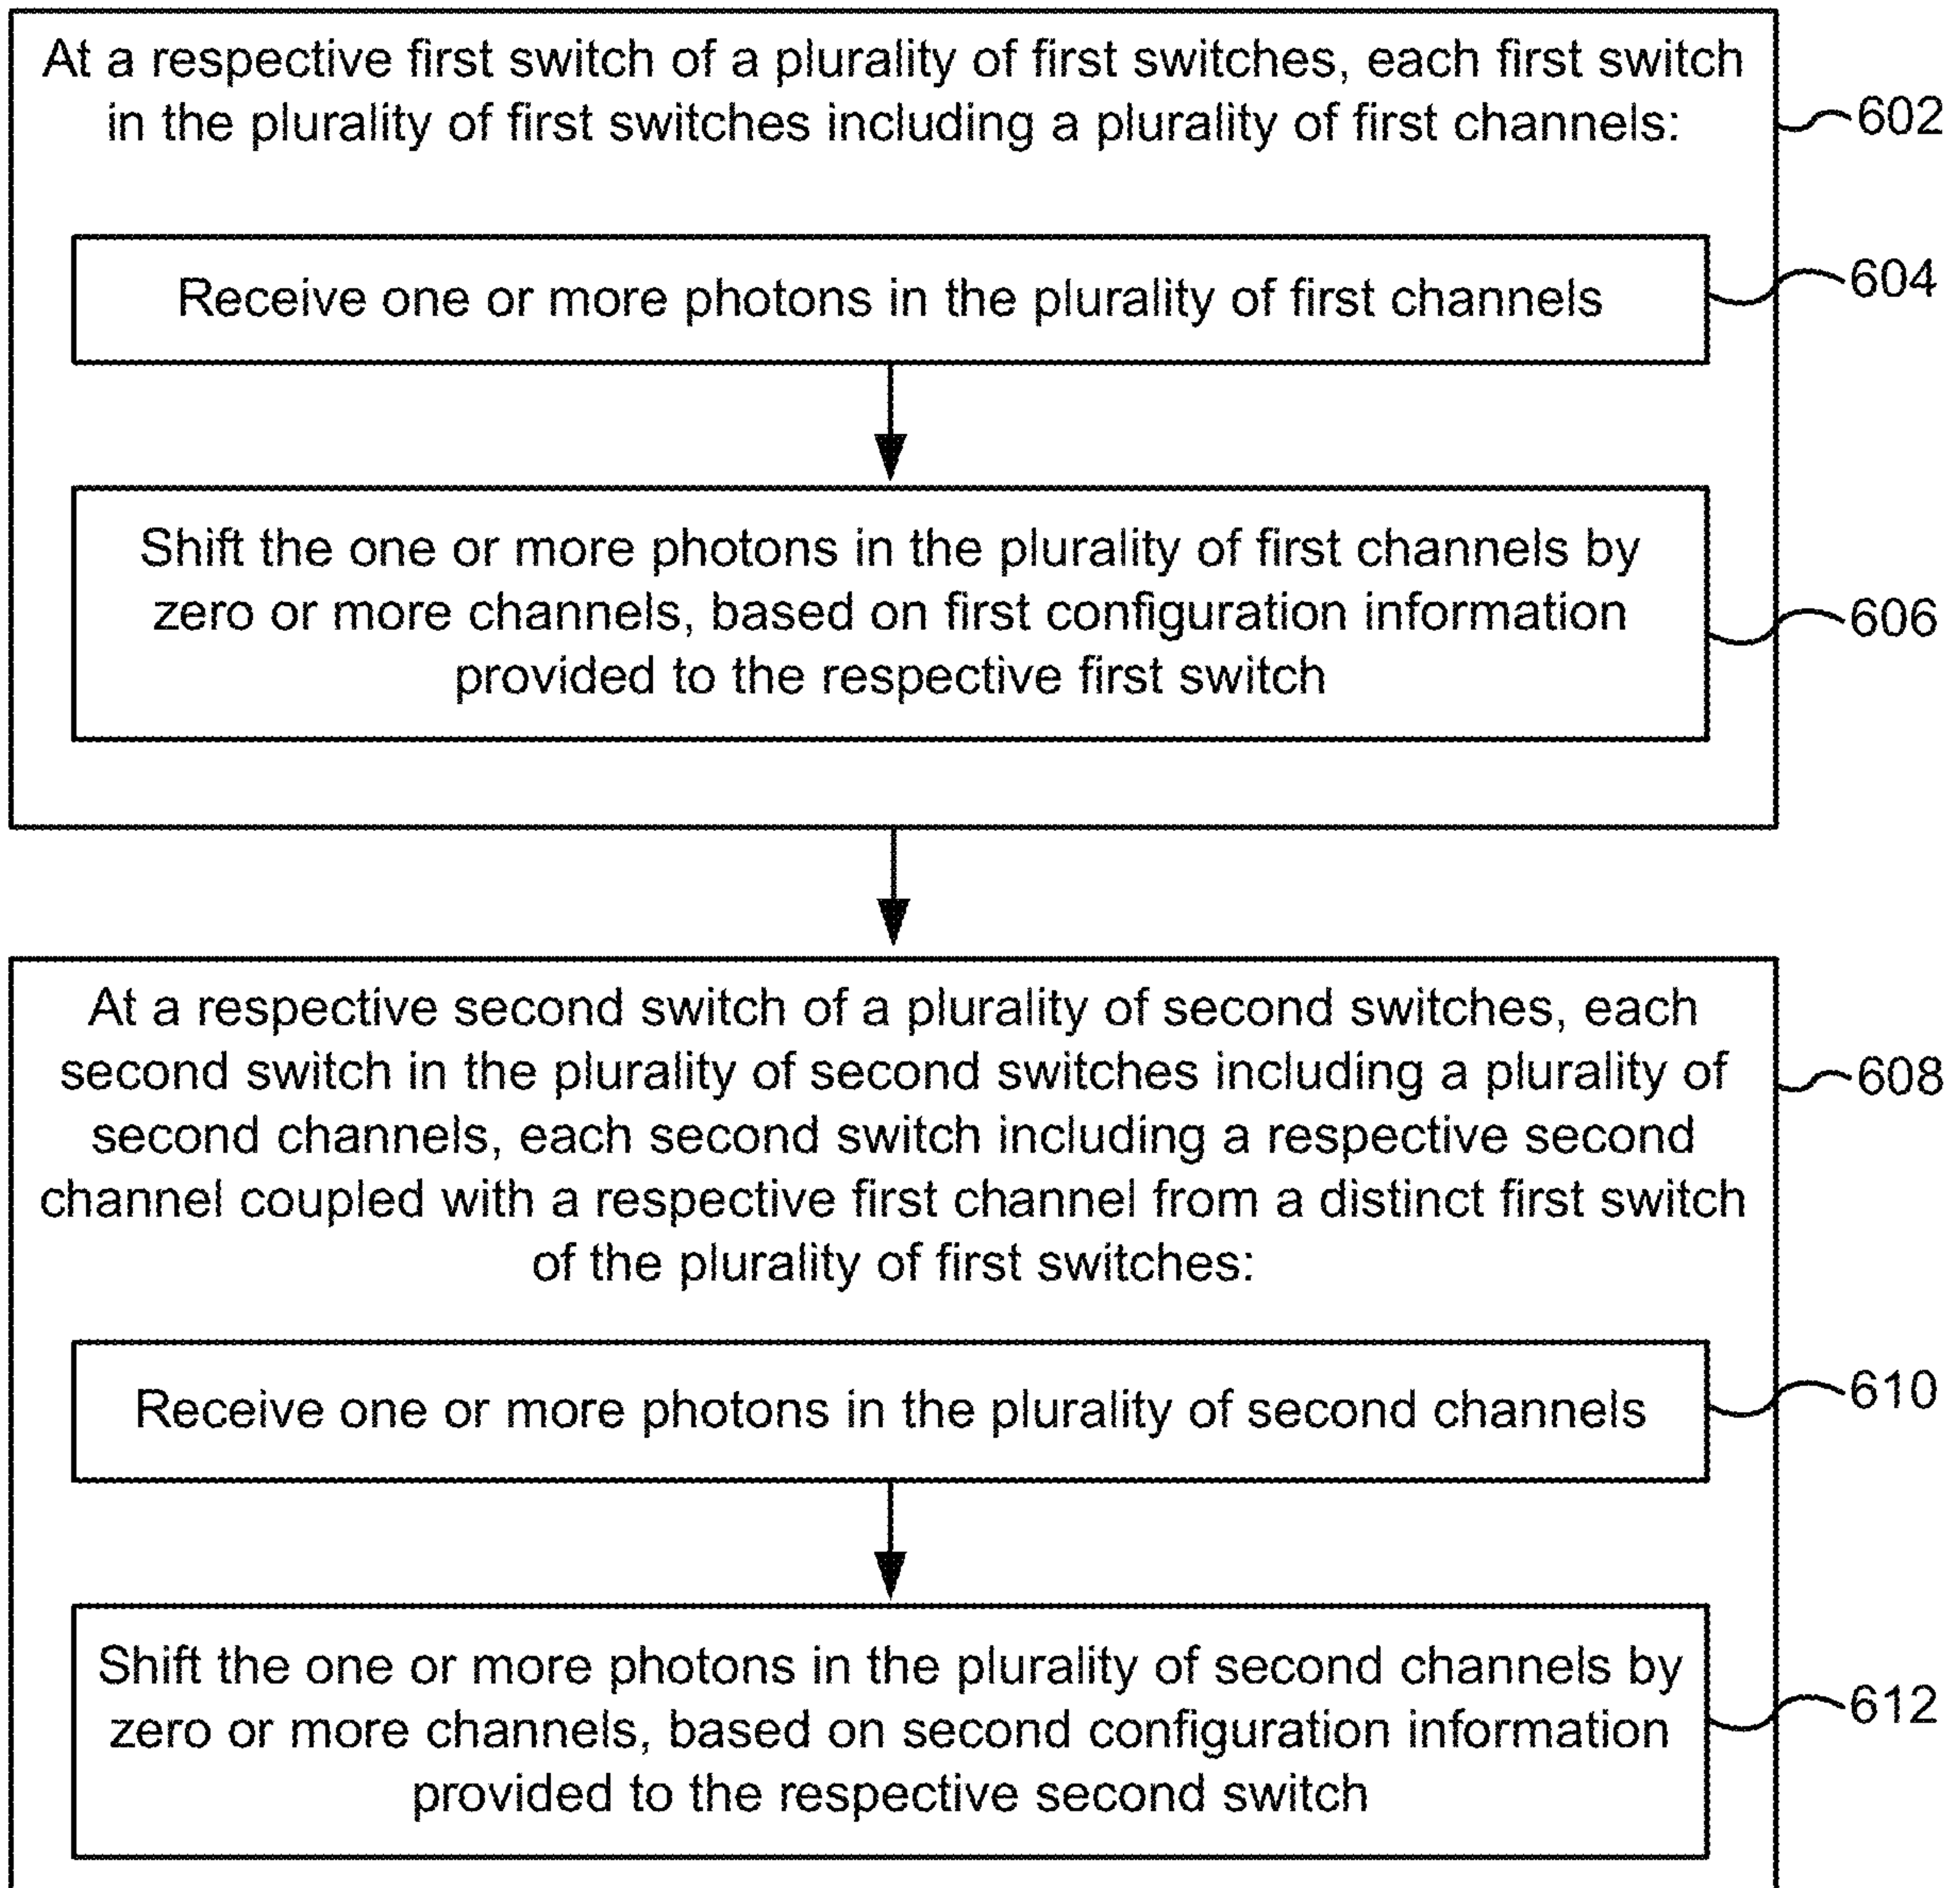 At a respective first switch of a plurality of first switches, each first switch
in the plurality of first switches including a plurality of first channels:
602
Receive one or more photons in the plurality of first channels
604
Shift the one or more photons in the plurality of first channels by
zero or more channels, based on first configuration information
provided to the respective first switch
606
At a respective second switch of a plurality of second switches, each
second switch in the plurality of second switches including a plurality of
second channels, each second switch including a respective second
channel coupled with a respective first channel from a distinct first switch
of the plurality of first switches:
608
Receive one or more photons in the plurality of second channels
610
Shift the one or more photons in the plurality of second channels by
zero or more channels, based on second configuration information
provided to the respective second switch
612